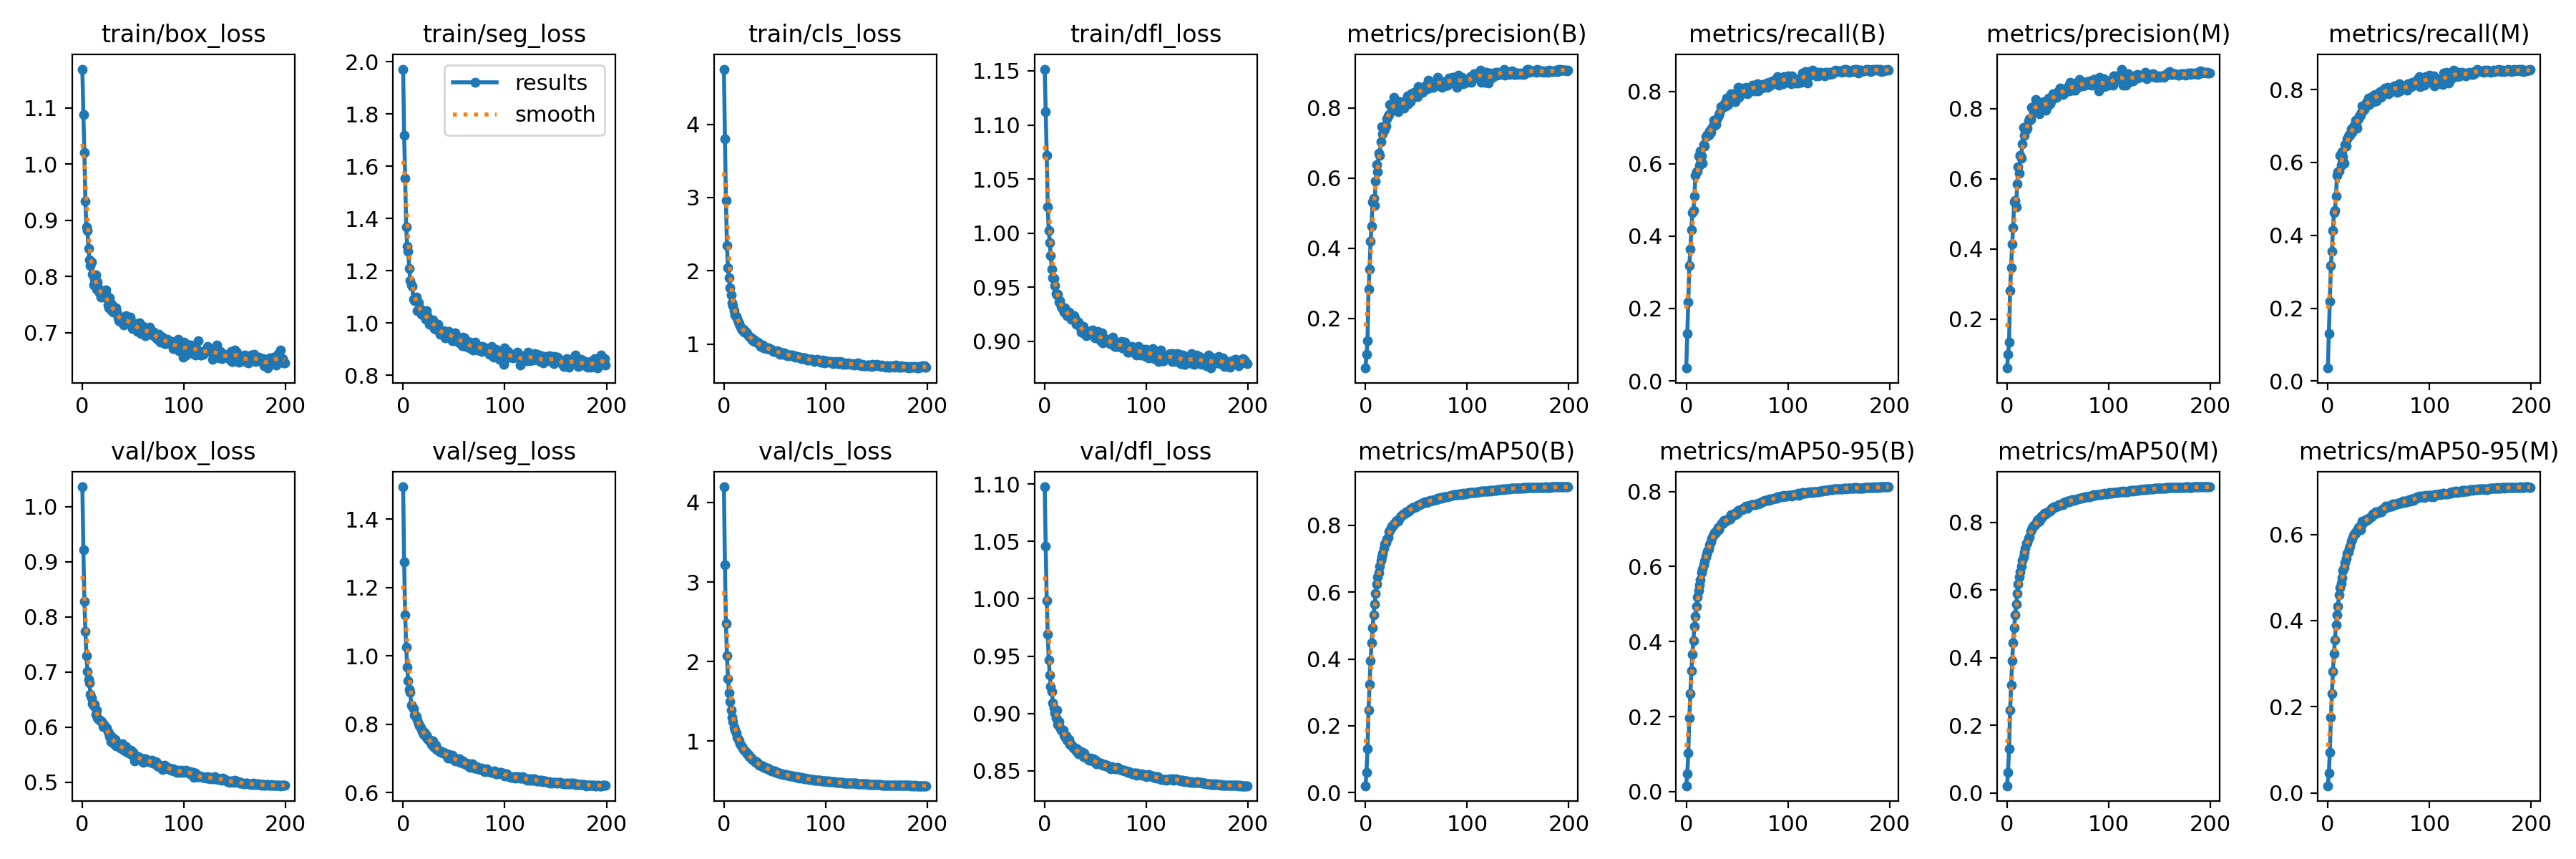 train/box_loss
train/seg_loss
train/cls_loss
train/dfl_loss
metrics/precision(B)
metrics/recall(B)
metrics/precision(M)
metrics/recall(M)
results
smooth
1.1
1.0
0.9
0.8
0.7
0 100 200
2.0
1.8
1.6
1.4
1.2
1.0
0.8
0 100 200
4
3
2
1
0 100 200
1.15
1.10
1.05
1.00
0.95
0.90
0 100 200
0.8
0.6
0.4
0.2
0 100 200
0.8
0.6
0.4
0.2
0.0
0 100 200
0.8
0.6
0.4
0.2
0 100 200
0.8
0.6
0.4
0.2
0.0
0 100 200
val/box_loss
val/seg_loss
val/cls_loss
val/dfl_loss
metrics/mAP50(B)
metrics/mAP50-95(B)
metrics/mAP50(M)
metrics/mAP50-95(M)
1.0
0.9
0.8
0.7
0.6
0.5
0 100 200
1.4
1.2
1.0
0.8
0.6
0 100 200
4
3
2
1
0 100 200
1.10
1.05
1.00
0.95
0.90
0.85
0 100 200
0.8
0.6
0.4
0.2
0.0
0 100 200
0.8
0.6
0.4
0.2
0.0
0 100 200
0.8
0.6
0.4
0.2
0.0
0 100 200
0.6
0.4
0.2
0.0
0 100 200